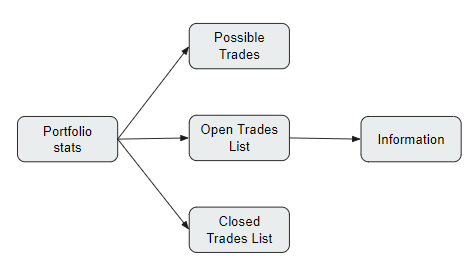 Possible
Trades
Portfolio
stats
Open Trades
List
Information
Closed
Trades List